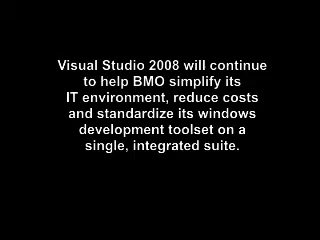 Visual Studio 2008 will continue
to help BMO simplify its
IT environment, reduce costs
and standardize its windows
development toolset on a
single, integrated suite.